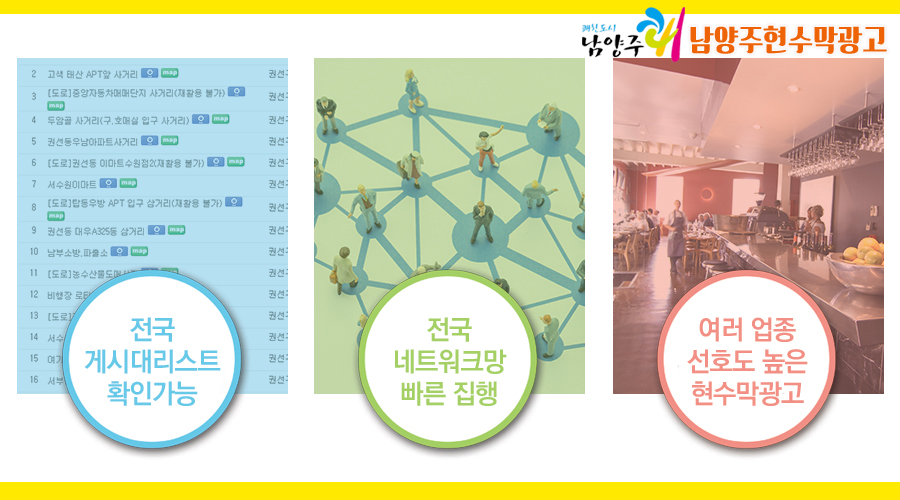 쾌한도시
남양주
남양주현수막광고
2 고색 태산 APT앞 사거리 map 권선구
3 [도로]중앙자동차매매단지 사거리(재활용 불가) 권선구
map
4 두암골 사거리(구,호매실 입구 사거리) map 권선구
5 권선동우남아파트사거리 map 권선구
6 [도로]권선동 이마트수원점2(재활용 불가) map 권선구
7 서수원이마트 map 권선구
8 [도로]탑동우방 APT 입구 삼거리(재활용 불가) 권선구
map
9 권선동 대우A325동 삼거리 map 권선구
10 남부소방,파출소 map 권선구
11 [도로]농수산물도매 map 권선구
12 비행장 로터 권선구
13 [도로] 권선구
14 서수 권선구
15 여기 권선구
16 서부 권선구
전국
게시대리스트
확인가능
전국
네트워크망
빠른 집행
여러 업종
선호도 높은
현수막광고